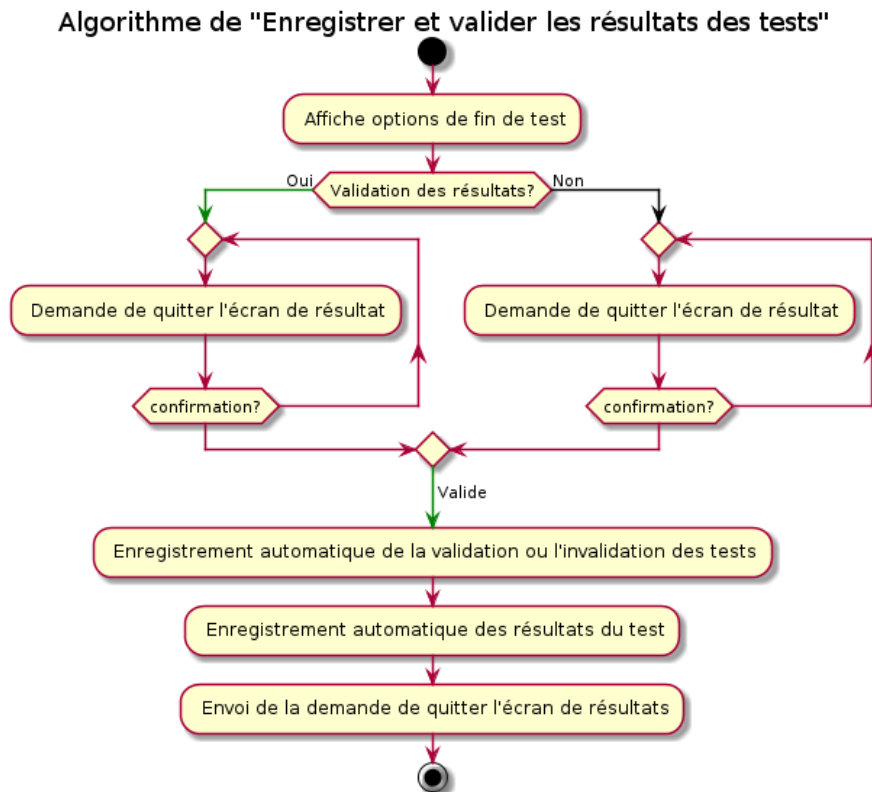 Algorithme de "Enregistrer et valider les résultats des tests"
Affiche options de fin de test
Oui
Validation des résultats?
Non
Demande de quitter l'écran de résultat
Demande de quitter l'écran de résultat
confirmation?
confirmation?
Valide
Enregistrement automatique de la validation ou l'invalidation des tests
Enregistrement automatique des résultats du test
Envoi de la demande de quitter l'écran de résultats